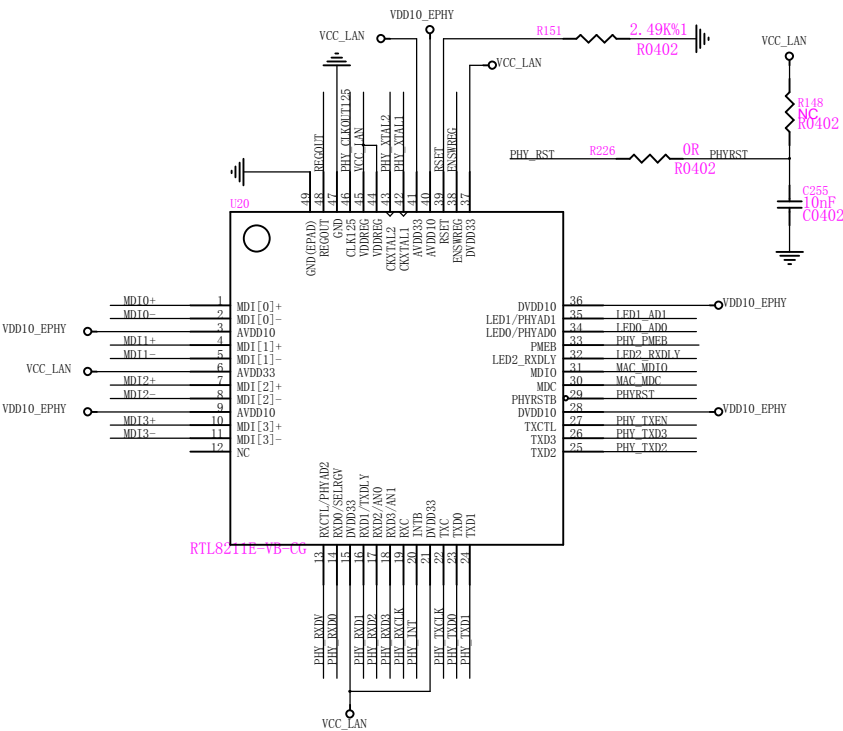 VDD10_EPHY
VCC_LAN
R151
2.49K%1
R0402
VCC_LAN
VCC_LAN
R148
NC
R0402
PHY_RST
R226
0R
R0402
PHYRST
C255
10nF
C0402
REGOUT
PHY_CLKOUT125
VCC_LAN
PHY_XTAL2
PHY_XTAL1
RSET
ENSWREG
U20
49
48
47
46
45
44
43
42
41
40
39
38
37
GND(EPAD)
REGOUT
GND
CLK125
VDDREG
VDDREG
CKXTAL2
CKXTAL1
AVDD33
AVDD10
RSET
ENSWREG
DVDD33
MDI0+ 1 MDI[0]+
MDI0- 2 MDI[0]-
VDD10_EPHY 3 AVDD10
MDI1+ 4 MDI[1]+
MDI1- 5 MDI[1]-
VCC_LAN 6 AVDD33
MDI2+ 7 MDI[2]+
MDI2- 8 MDI[2]-
VDD10_EPHY 9 AVDD10
MDI3+ 10 MDI[3]+
MDI3- 11 MDI[3]-
12 NC
DVDD10 36 VDD10_EPHY
LED1/PHYAD1 35 LED1_AD1
LED0/PHYAD0 34 LED0_AD0
PMEB 33 PHY_PMEB
LED2_RXDLY 32 LED2_RXDLY
MDIO 31 MAC_MDIO
MDC 30 MAC_MDC
PHYRSTB 29 PHYRST
DVDD10 28 VDD10_EPHY
TXCTL 27 PHY_TXEN
TXD3 26 PHY_TXD3
TXD2 25 PHY_TXD2
RXCTL/PHYAD2
RXD0/SELRGV
DVDD33
RXD1/TXDLY
RXD2/AN0
RXD3/AN1
RXC
INTB
DVDD33
TXC
TXD0
TXD1
RTL8211E-VB-CG
13
14
15
16
17
18
19
20
21
22
23
24
PHY_RXDV
PHY_RXD0
PHY_RXD1
PHY_RXD2
PHY_RXD3
PHY_RXCLK
PHY_INT
PHY_TXCLK
PHY_TXD0
PHY_TXD1
VCC_LAN